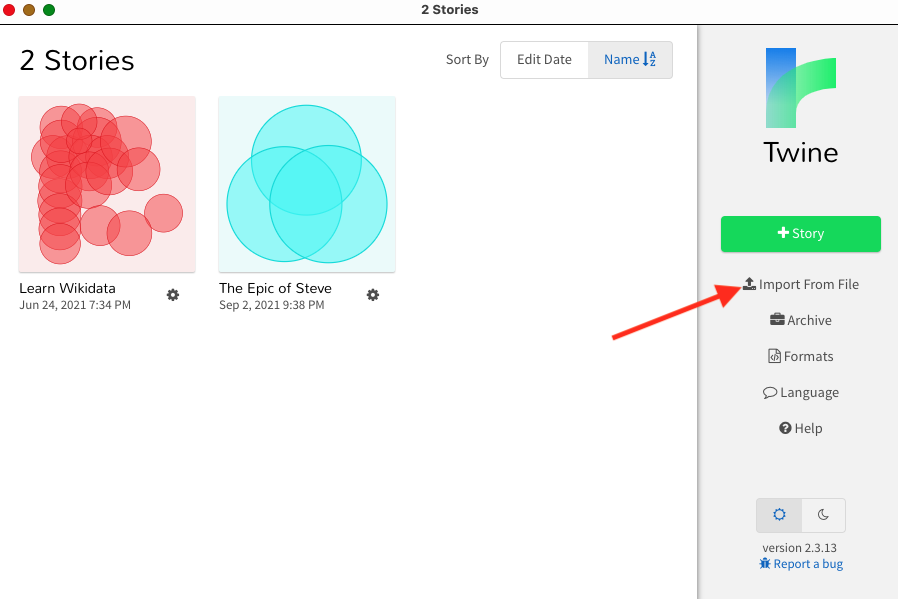 2 Stories
2 Stories
Sort By Edit Date Name
Learn Wikidata
Jun 24, 2021 7:34 PM
The Epic of Steve
Sep 2, 2021 9:38 PM
Twine
Story
Import From File
Archive
Formats
Language
Help
version 2.3.13
Report a bug